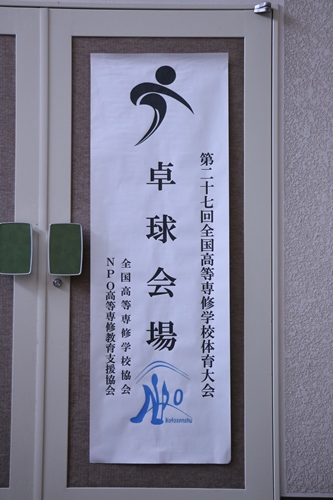 第二十七回全国高等専修学校体育大会
卓球会場
全国高等専修学校協会
NPO高等専修教育支援協会
NPO
kohsenshu